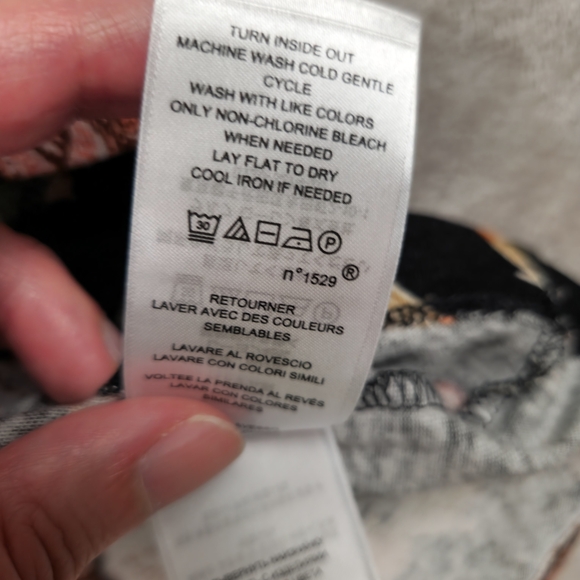 TURN INSIDE OUT
MACHINE WASH COLD GENTLE
CYCLE
WASH WITH LIKE COLORS
ONLY NON-CHLORINE BLEACH
WHEN NEEDED
LAY FLAT TO DRY
COOL IRON IF NEEDED
30 P
n°1529®
RETOURNER
LAVER AVEC DES COULEURS
SEMBLABLES
LAVARE AL ROVESCIO
LAVARE CON COLORI SIMILI
VOLTEE LA PRENDA AL REVÉS
LAVAR CON COLORES
SIMILARES